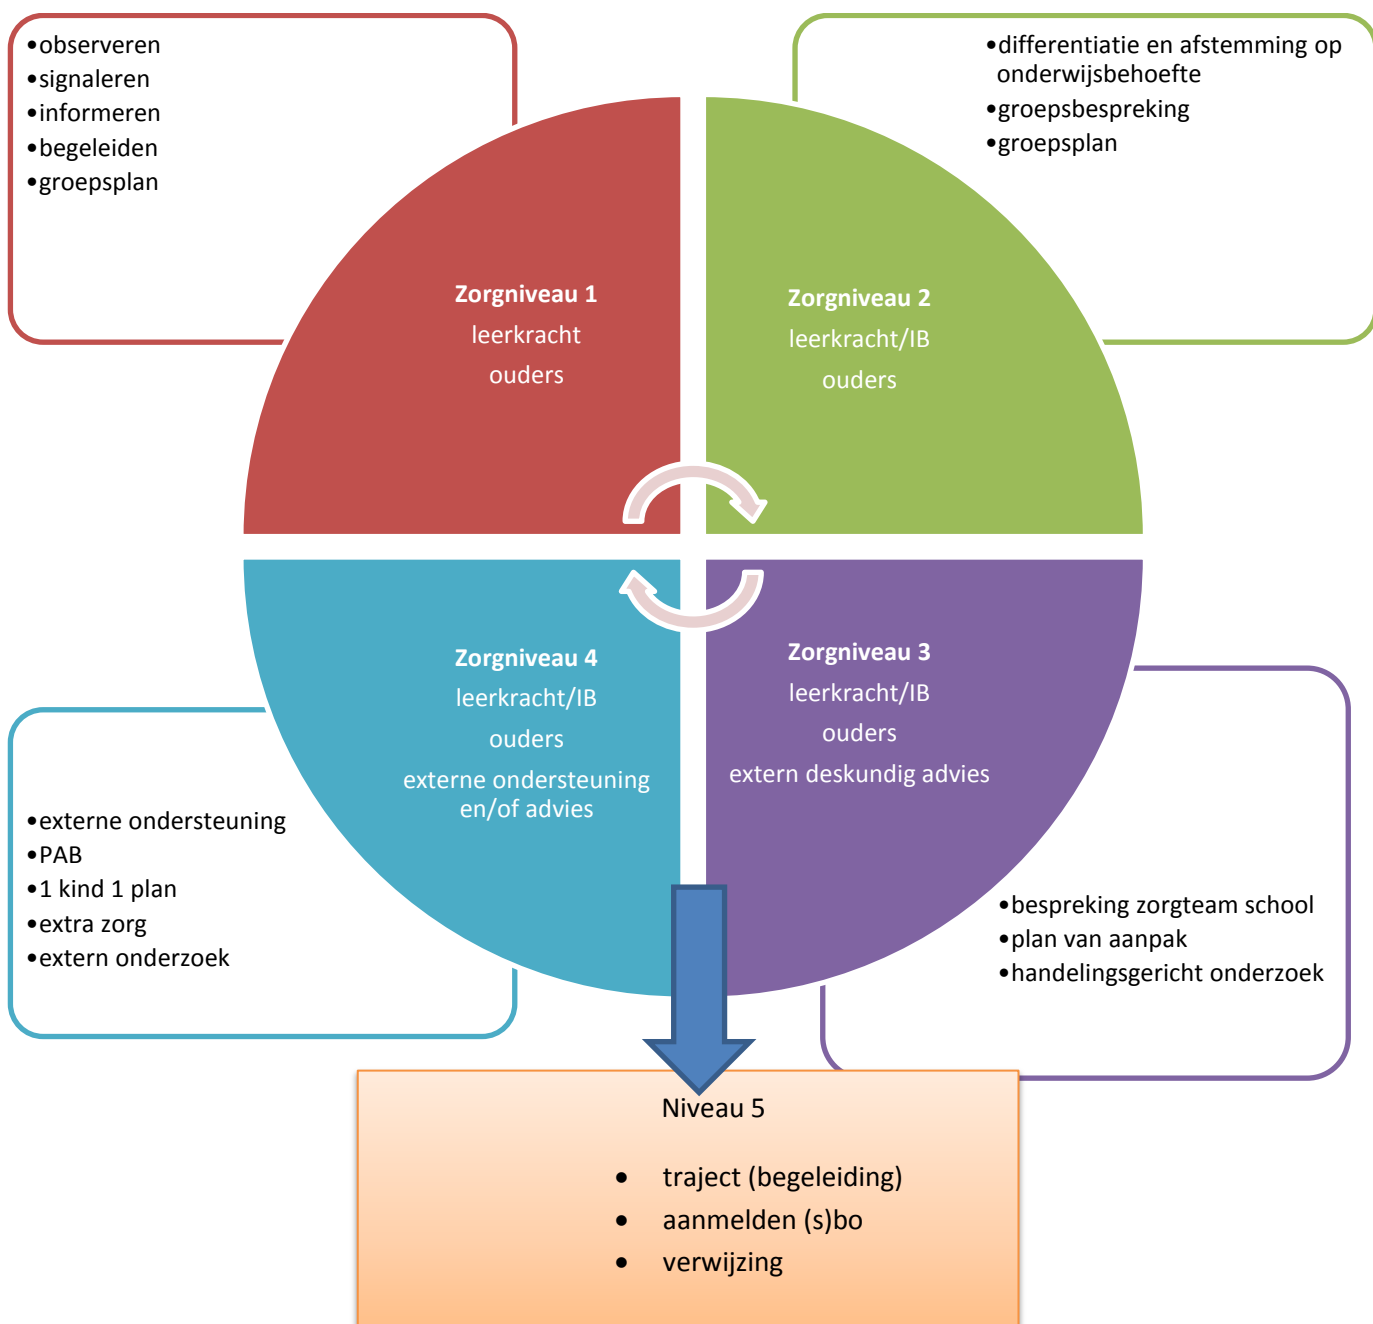 •observeren
•signaleren
•informeren
•begeleiden
•groepsplan
•differentiatie en afstemming op
onderwijsbehoefte
•groepsbespreking
•groepsplan
Zorgniveau 1
leerkracht
ouders
Zorgniveau 2
leerkracht/IB
ouders
Zorgniveau 4
leerkracht/IB
ouders
externe ondersteuning
en/of advies
Zorgniveau 3
leerkracht/IB
ouders
extern deskundig advies
•externe ondersteuning
•PAB
•1 kind 1 plan
•extra zorg
•extern onderzoek
•bespreking zorgteam school
•plan van aanpak
•handelingsgericht onderzoek
Niveau 5
• traject (begeleiding)
• aanmelden (s)bo
• verwijzing